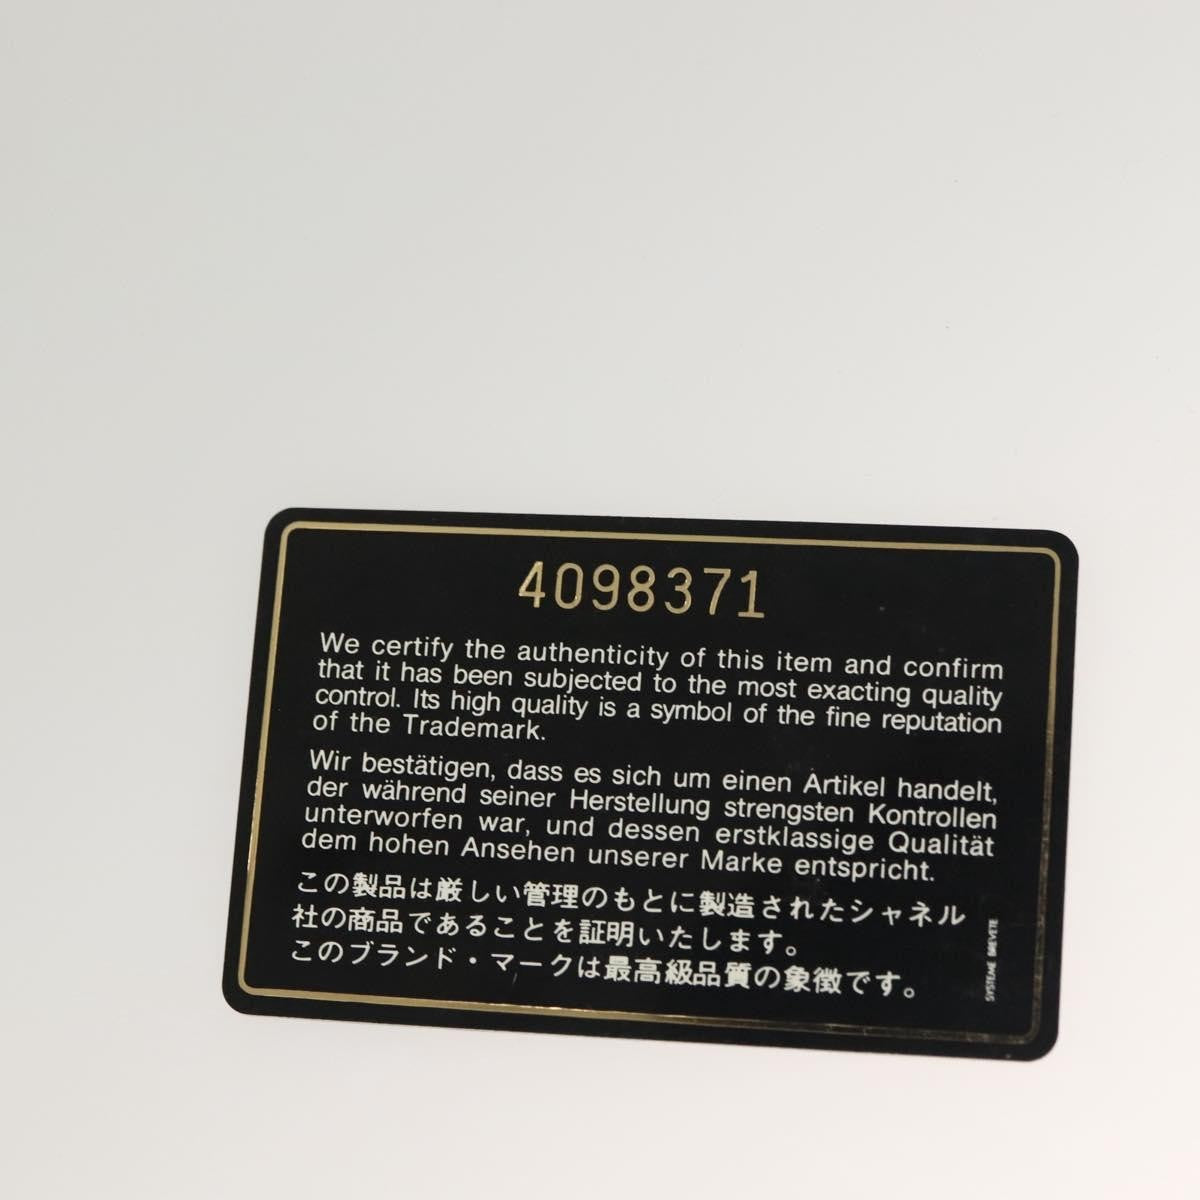 4098371
We certify the authenticity of this item and confirm
that it has been subjected to the most exacting quality
control. Its high quality is a symbol of the fine reputation
of the Trademark.
Wir bestätigen, dass es sich um einen Artikel handelt,
der während seiner Herstellung strengsten Kontrollen
unterworfen war, und dessen erstklassige Qualität
dem hohen Ansehen unserer Marke entspricht.
この製品は厳しい管理のもとに製造されたシャネル
社の商品であることを証明いたします。
このブランド・マークは最高級品質の象徴です。
SYSTEME BREVETE